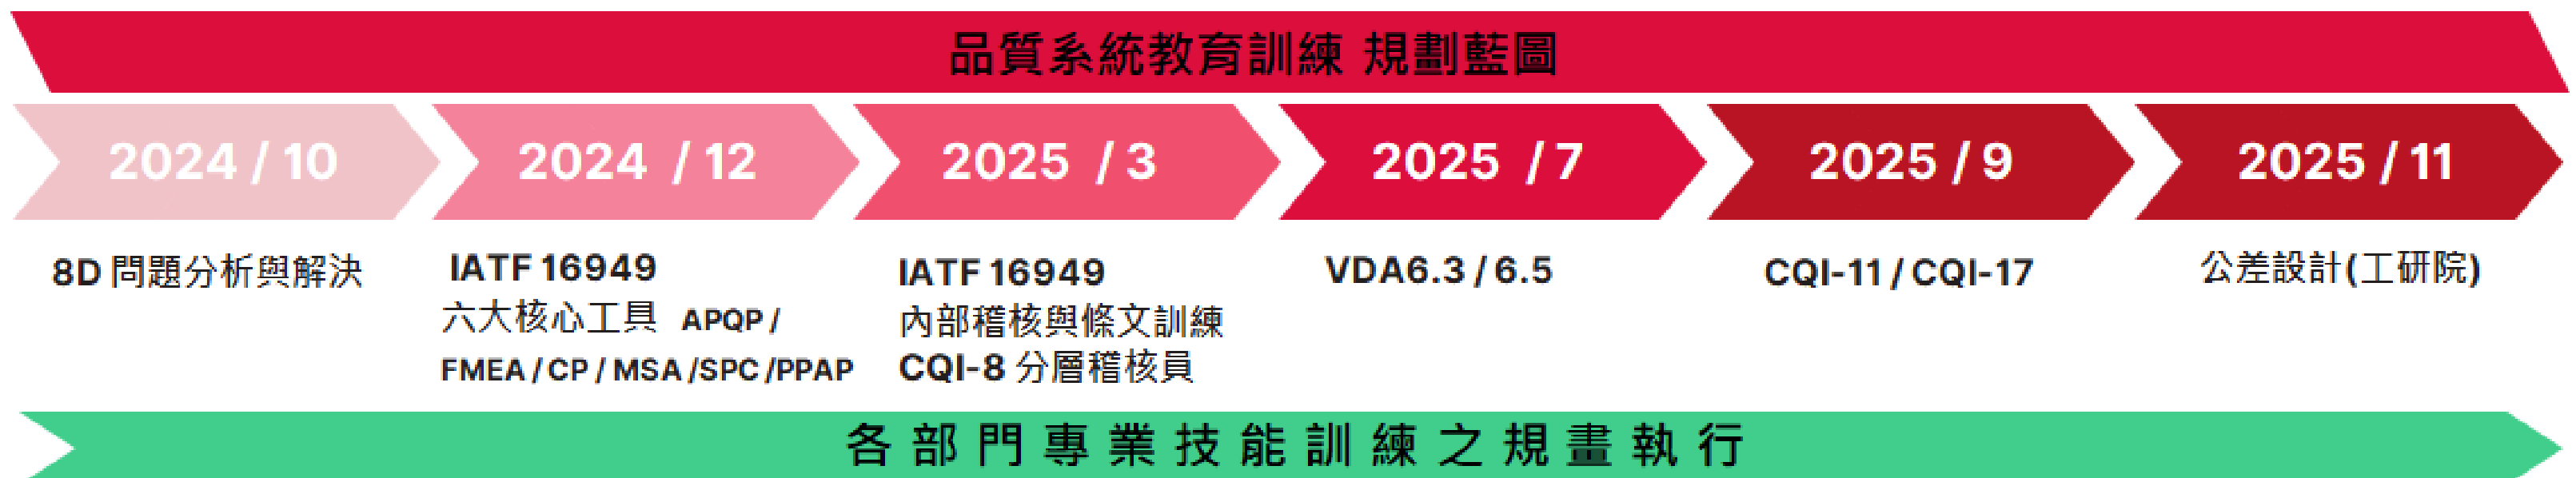 品質系統教育訓練 規劃藍圖
2024 / 10
2024 / 12
2025 / 3
2025 / 7
2025 / 9
2025 / 11
8D 問題分析與解決
IATF 16949
六大核心工具 APQP /
FMEA / CP / MSA /SPC /PPAP
IATF 16949
內部稽核與條文訓練
CQI-8 分層稽核員
VDA6.3 / 6.5
CQI-11 / CQI-17
公差設計(工研院)
各部門專業技能訓練之規畫執行